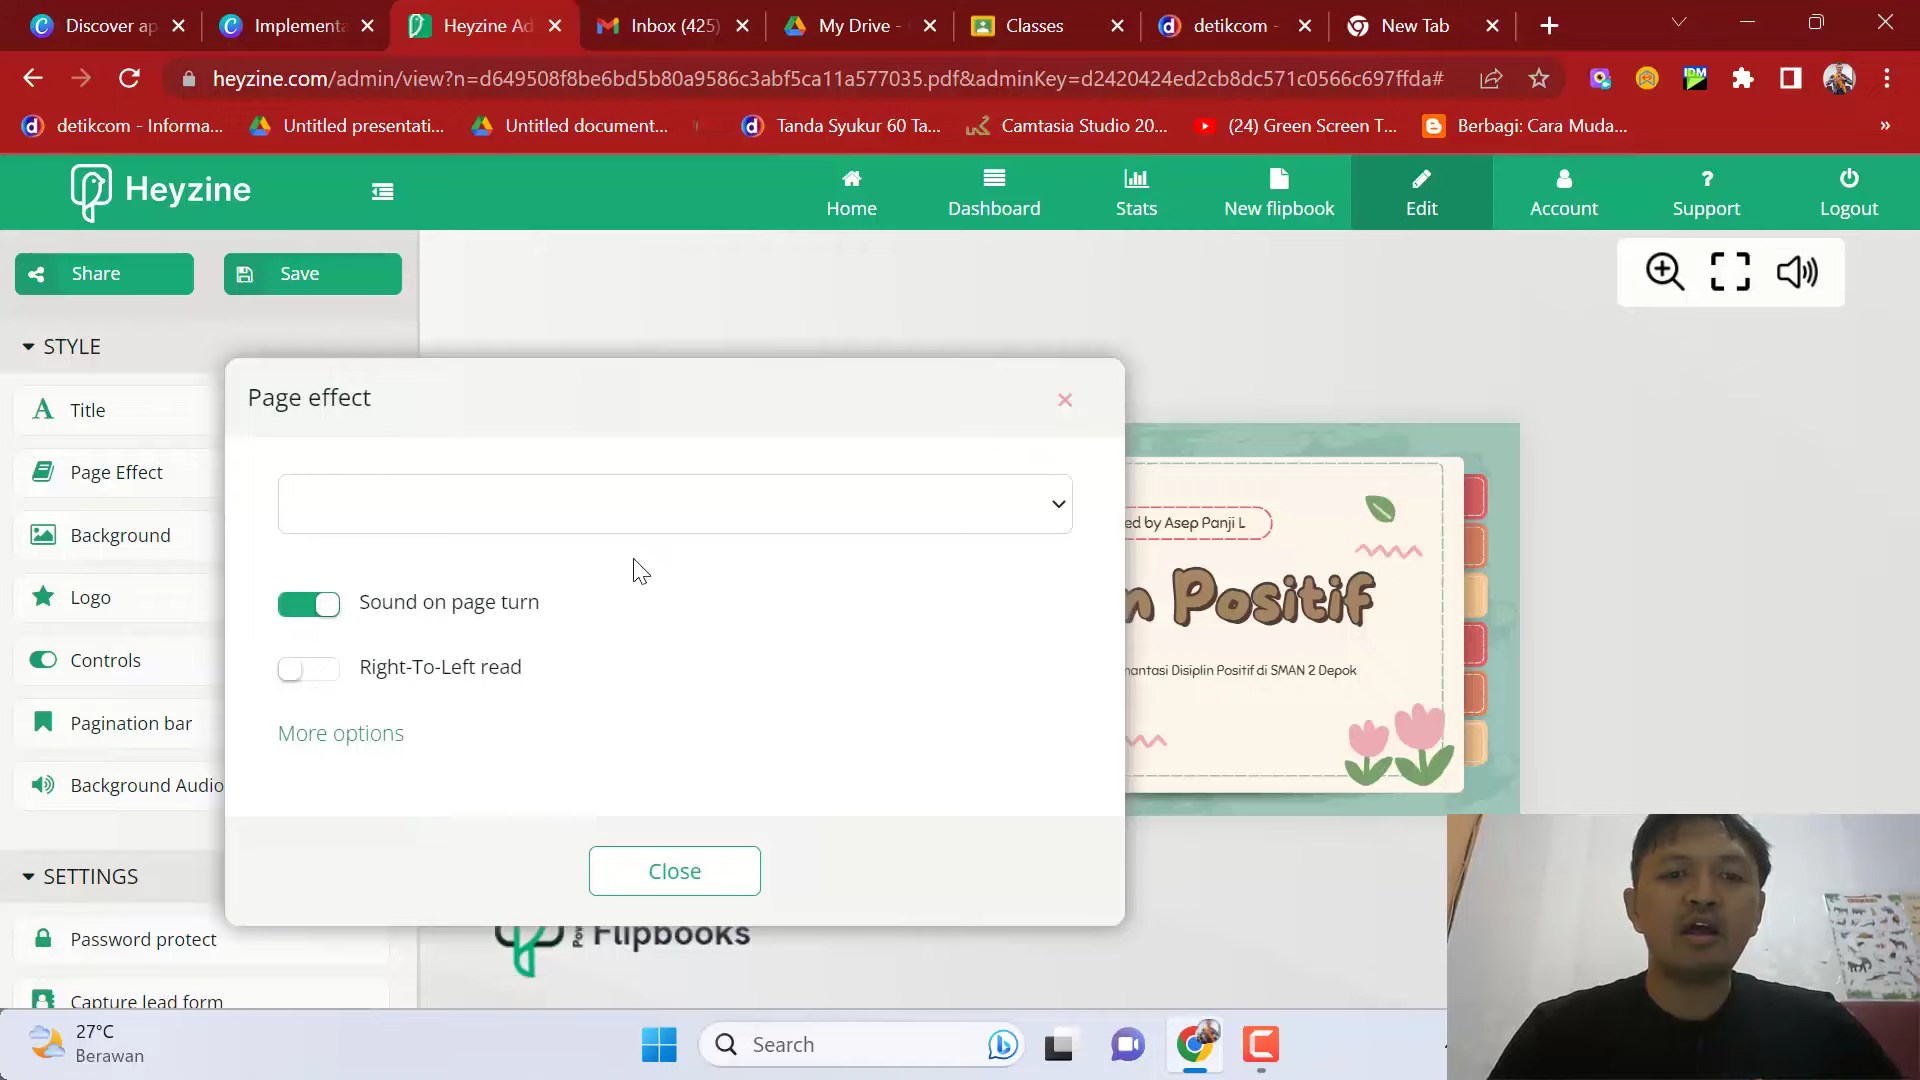 Discover ap
Implementa
Heyzine Ad
Inbox (425)
My Drive -
Classes
detikcom -
New Tab
heyzine.com/admin/view?n=d649508f8be6bd5b80a9586c3abf5ca11a577035.pdf&adminKey=d2420424ed2cb8dc571c0566c697ffda#
IDM
detikcom - Informa...
Untitled presentati...
Untitled document...
Tanda Syukur 60 Ta...
Camtasia Studio 20...
(24) Green Screen T...
Berbagi: Cara Muda...
Heyzine
Home
Dashboard
Stats
New flipbook
Edit
Account
Support
Logout
Share
Save
STYLE
Title
Page Effect
Background
Logo
Controls
Pagination bar
Background Audio
SETTINGS
Password protect
Capture lead form
Page effect
Sound on page turn
Right-To-Left read
More options
Close
ed by Asep Panji L
n Positif
mantasi Disiplin Positif di SMAN 2 Depok
Flipbooks
27°C
Berawan
Search